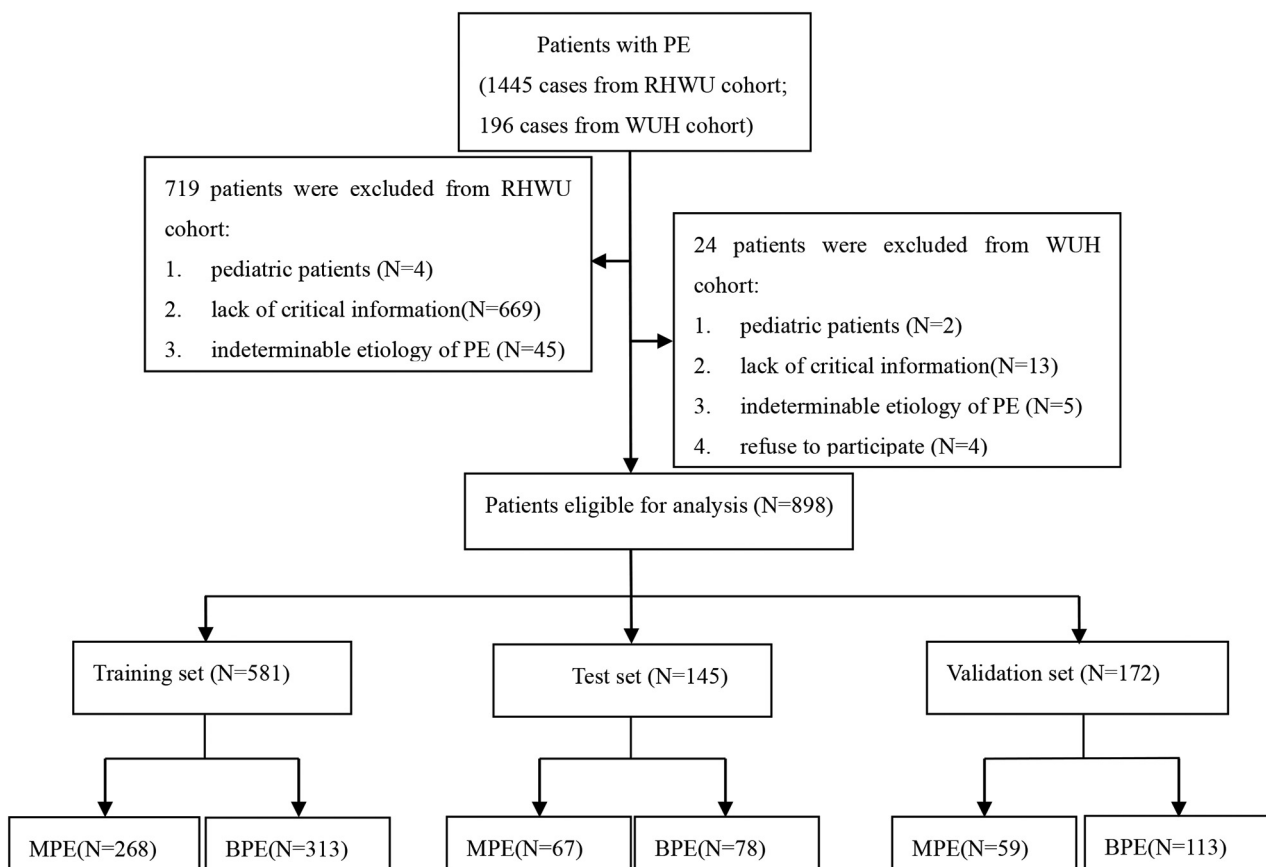 Patients with PE
(1445 cases from RHWU cohort;
196 cases from WUH cohort)
719 patients were excluded from RHWU
cohort:
1. pediatric patients (N=4)
2. lack of critical information(N=669)
3. indeterminable etiology of PE (N=45)
24 patients were excluded from WUH
cohort:
1. pediatric patients (N=2)
2. lack of critical information(N=13)
3. indeterminable etiology of PE (N=5)
4. refuse to participate (N=4)
Patients eligible for analysis (N=898)
Training set (N=581)
Test set (N=145)
Validation set (N=172)
MPE(N=268)
BPE(N=313)
MPE(N=67)
BPE(N=78)
MPE(N=59)
BPE(N=113)